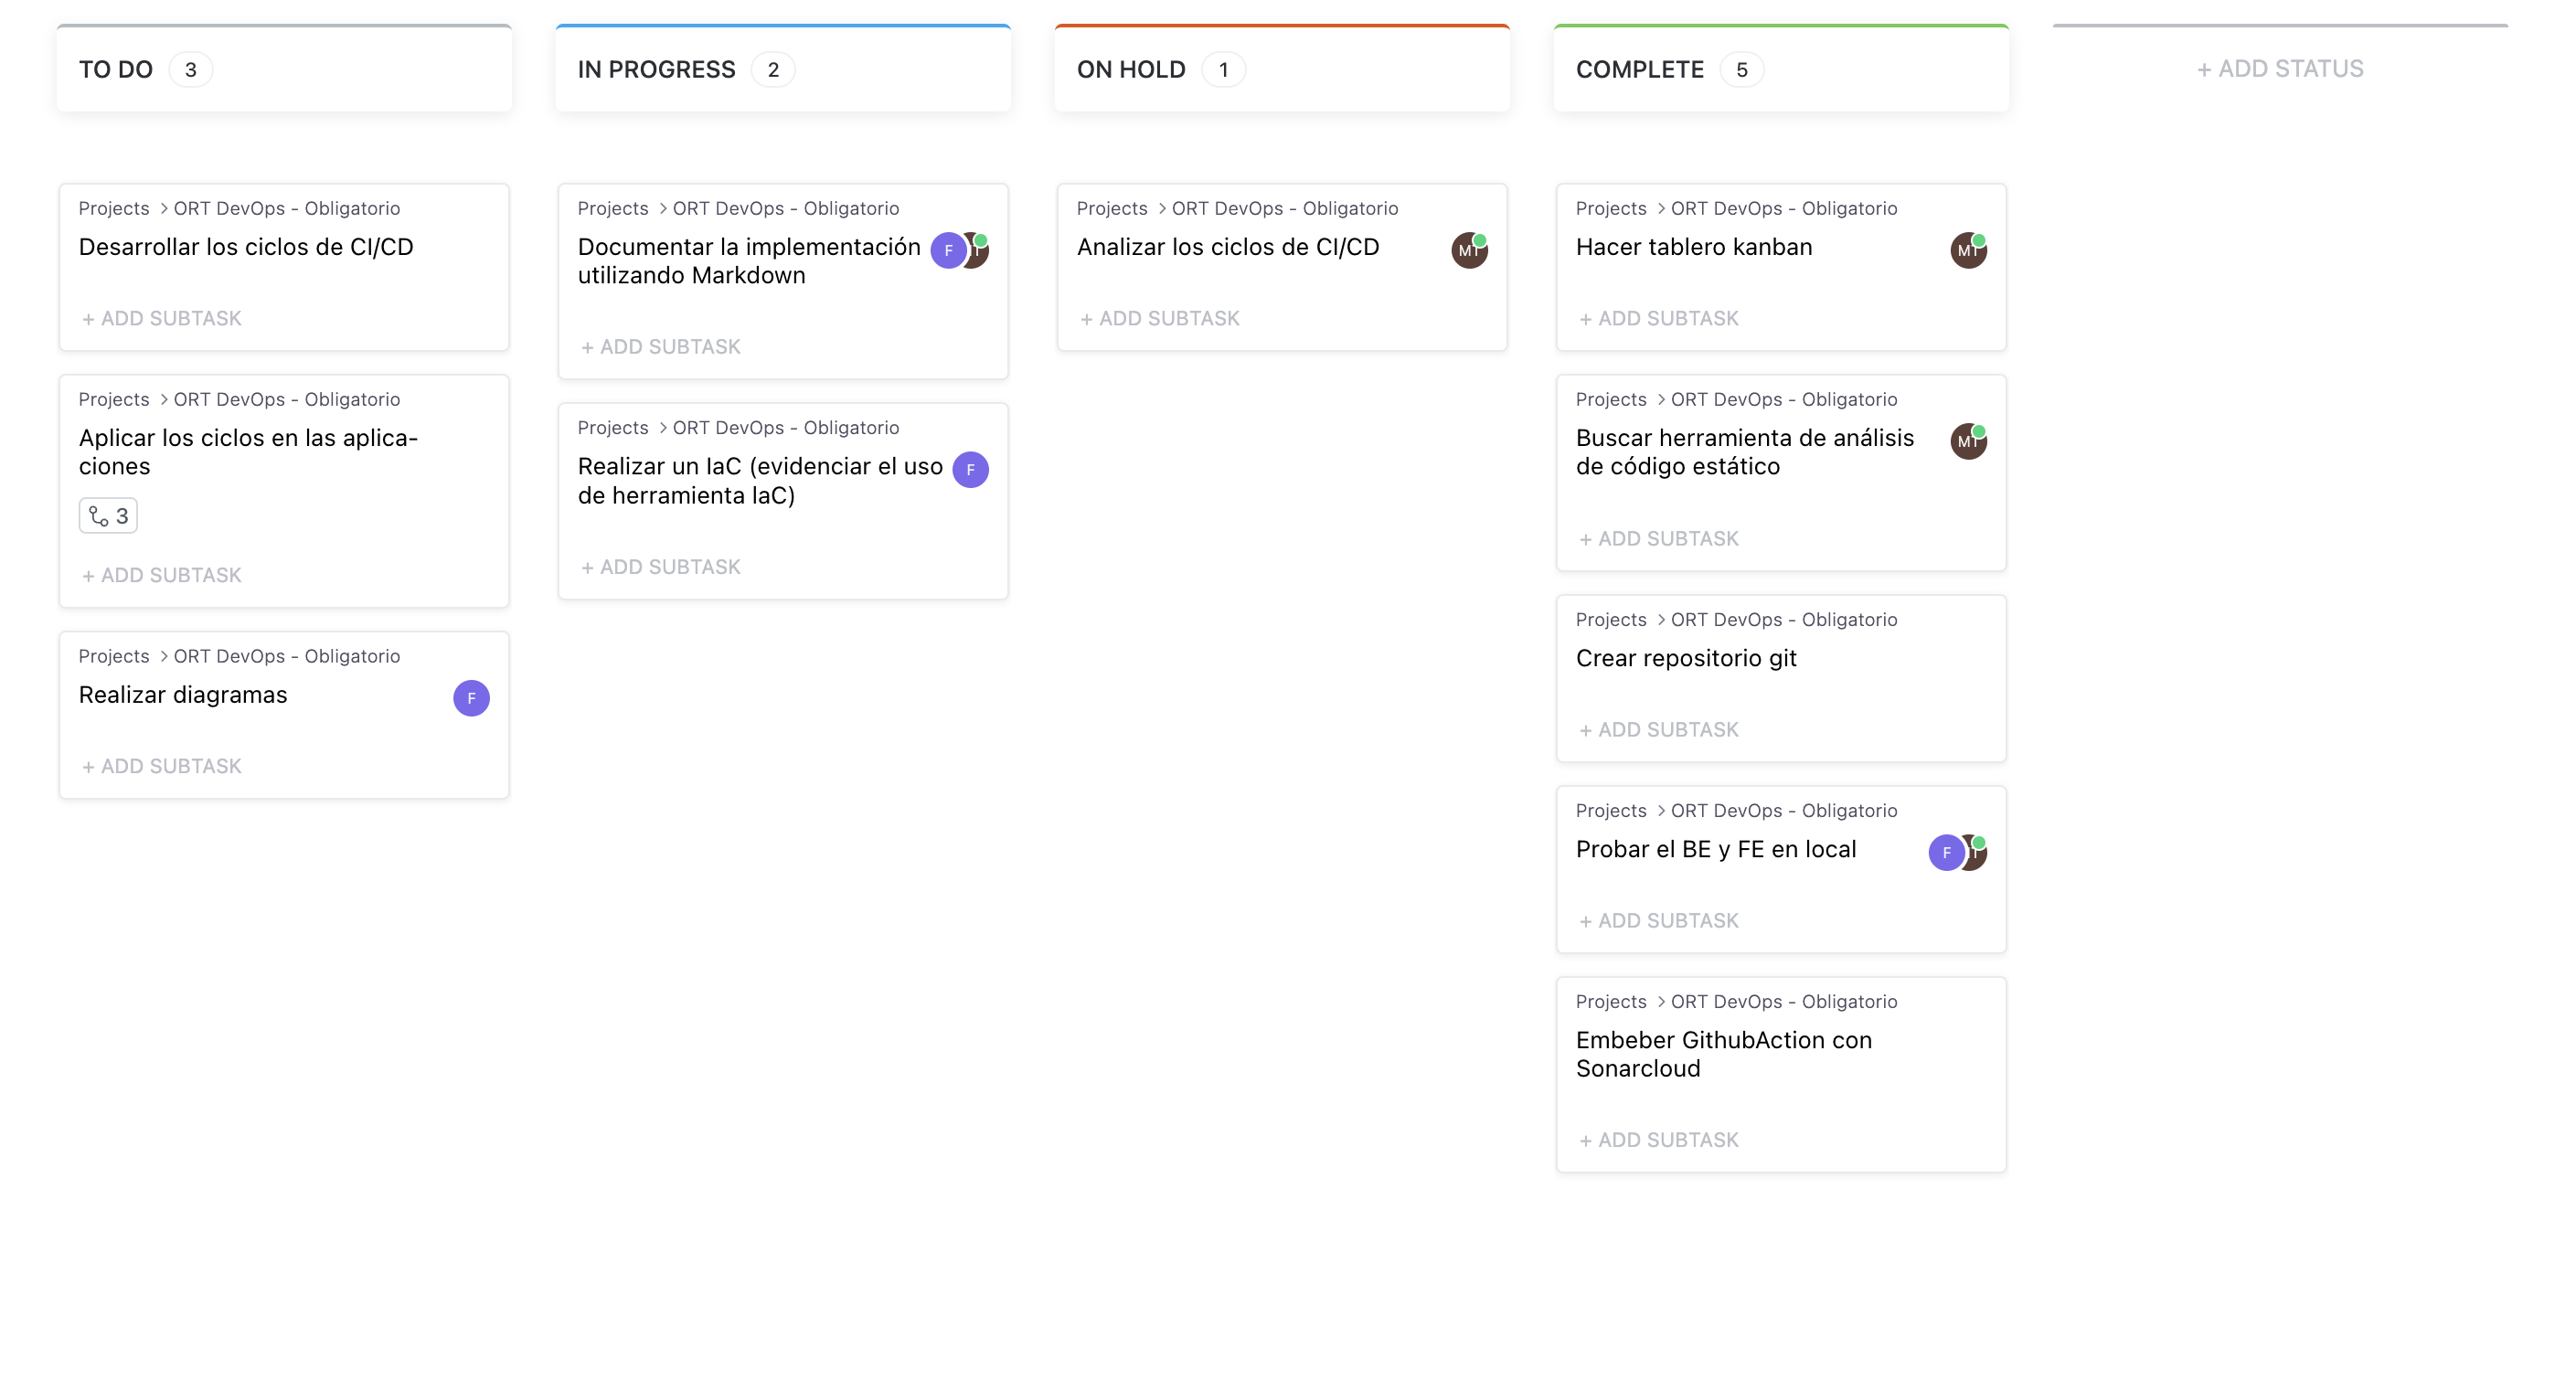 TO DO 3
Projects > ORT DevOps - Obligatorio
Desarrollar los ciclos de CI/CD
+ ADD SUBTASK
Projects > ORT DevOps - Obligatorio
Aplicar los ciclos en las aplica-
ciones
3
+ ADD SUBTASK
Projects > ORT DevOps - Obligatorio
Realizar diagramas
F
+ ADD SUBTASK
IN PROGRESS 2
Projects > ORT DevOps - Obligatorio
Documentar la implementación
utilizando Markdown
F
+ ADD SUBTASK
Projects > ORT DevOps - Obligatorio
Realizar un IaC (evidenciar el uso
de herramienta IaC)
F
+ ADD SUBTASK
ON HOLD 1
Projects > ORT DevOps - Obligatorio
Analizar los ciclos de CI/CD
MT
+ ADD SUBTASK
COMPLETE 5
Projects > ORT DevOps - Obligatorio
Hacer tablero kanban
MT
+ ADD SUBTASK
Projects > ORT DevOps - Obligatorio
Buscar herramienta de análisis
de código estático
MT
+ ADD SUBTASK
Projects > ORT DevOps - Obligatorio
Crear repositorio git
+ ADD SUBTASK
Projects > ORT DevOps - Obligatorio
Probar el BE y FE en local
F
+ ADD SUBTASK
Projects > ORT DevOps - Obligatorio
Embeber GithubAction con
Sonarcloud
+ ADD SUBTASK
+ ADD STATUS